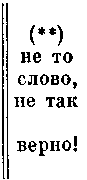 (**)
не то
слово,
не так
верно!